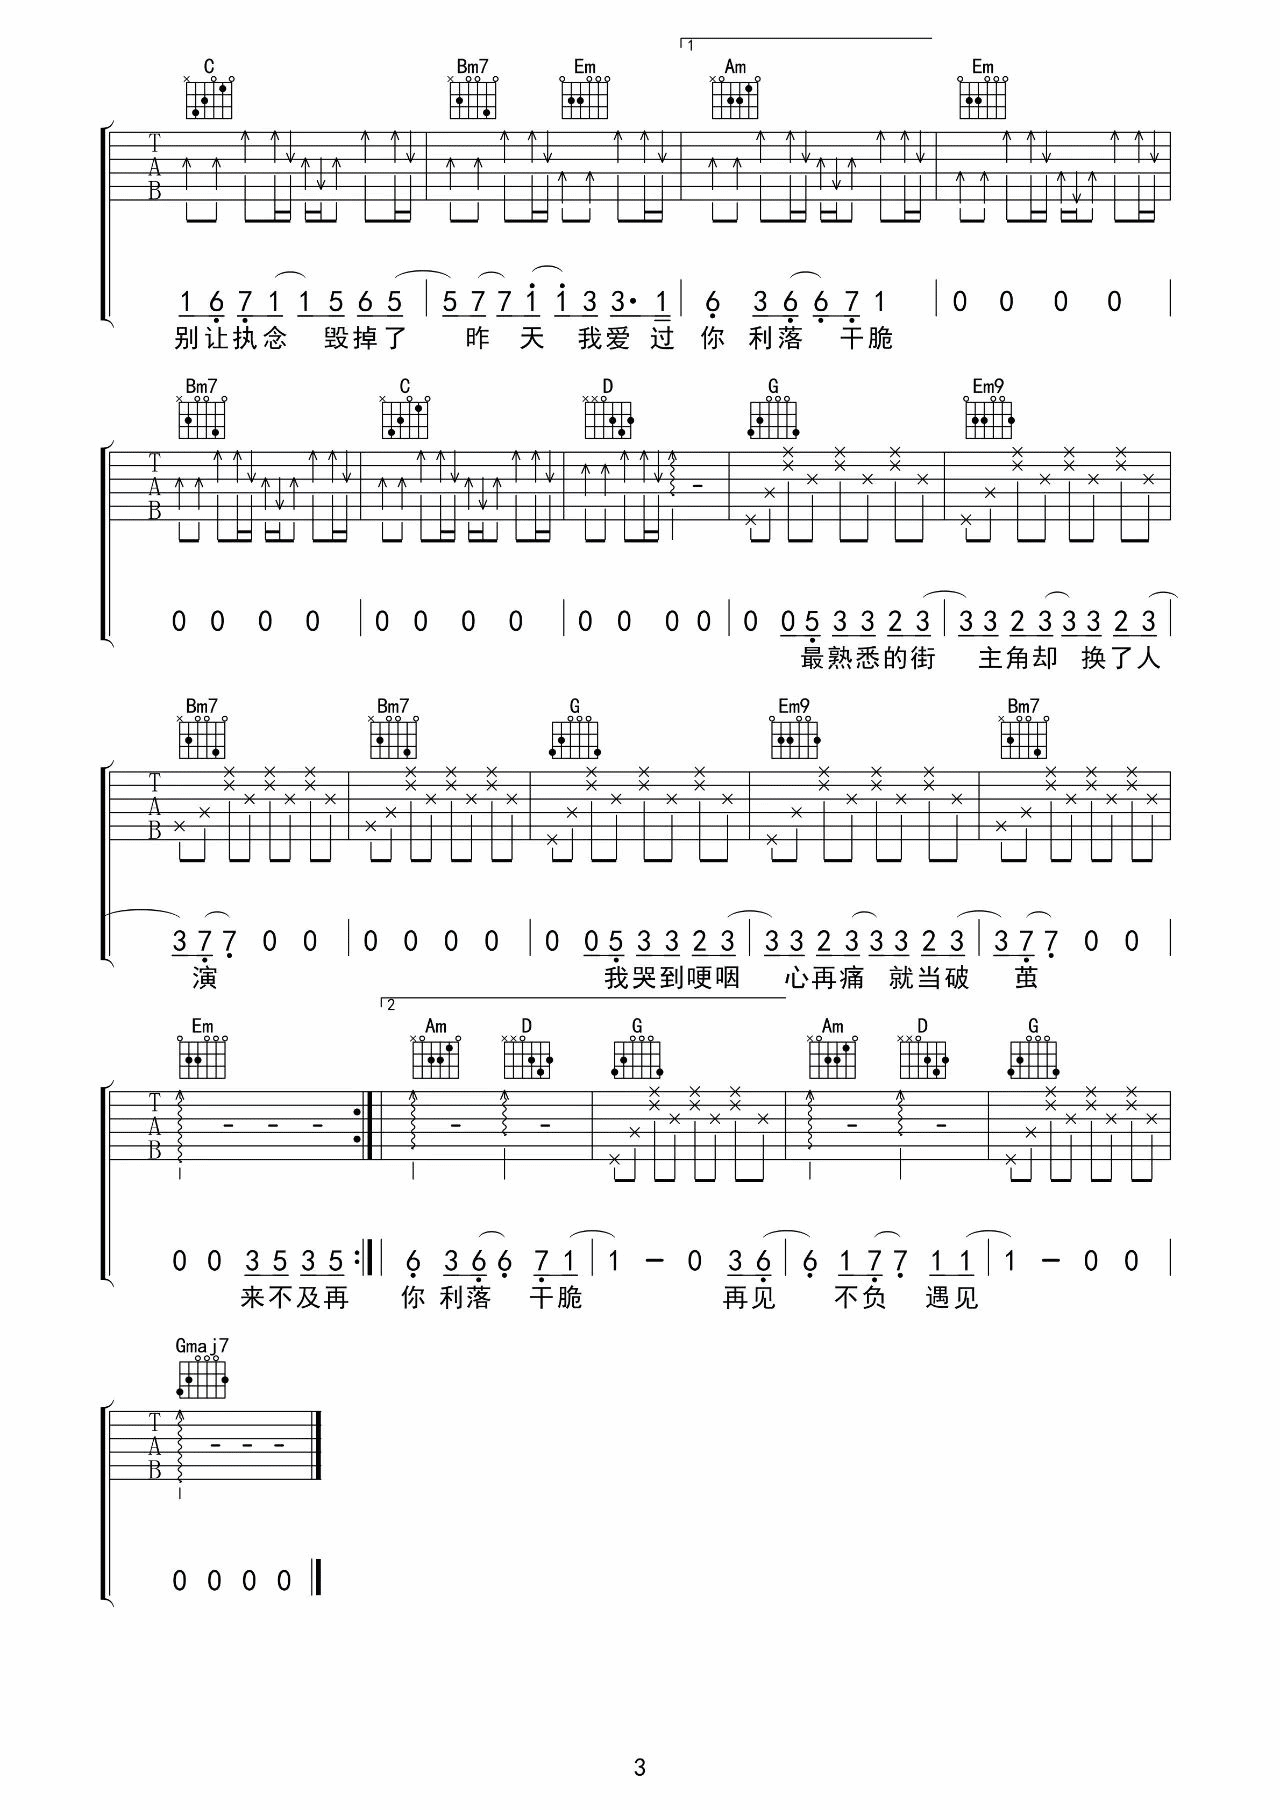 1
C Bm7 Em Am Em
T
A
B
1 6 7 1 1 5 6 5 | 5 7 7 1 1 3 3· 1 | 6 3 6 6 7 1 | 0 0 0 0 |
别让执念 毁掉了 昨 天 我爱 过 你 利落 干脆
Bm7 C D G Em9
T
A
B
0 0 0 0 | 0 0 0 0 | 0 0 0 0 | 0 0 5 3 3 2 3 | 3 3 2 3 3 3 2 3 |
最熟悉的街 主角却 换了人
Bm7 Bm7 G Em9 Bm7
T
A
B
3 7 7 0 0 | 0 0 0 0 | 0 0 5 3 3 2 3 | 3 3 2 3 3 3 2 3 | 3 7 7 0 0 |
演 我哭到哽咽 心再痛 就当破 茧
2
Em Am D G Am D G
T
A
B
0 0 3 5 3 5 :|| 6 3 6 6 7 1 | 1 – 0 3 6 | 6 1 7 7 1 1 | 1 – 0 0 |
来不及再 你 利落 干脆 再见 不负 遇见
Gmaj7
T
A
B
0 0 0 0
3